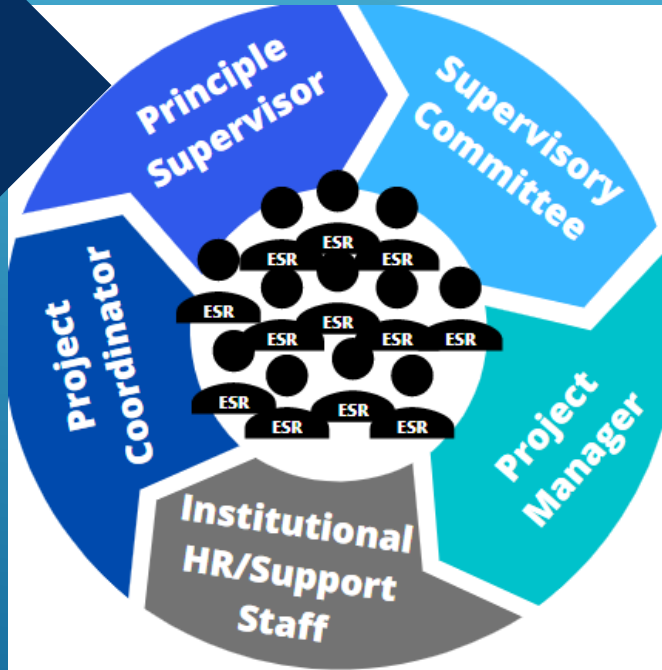 Principle
Supervisor
Supervisory
Committee
Project
Manager
Institutional
HR/Support
Staff
Project
Coordinator
ESR
ESR
ESR
ESR
ESR
ESR
ESR
ESR
ESR
ESR
ESR
ESR